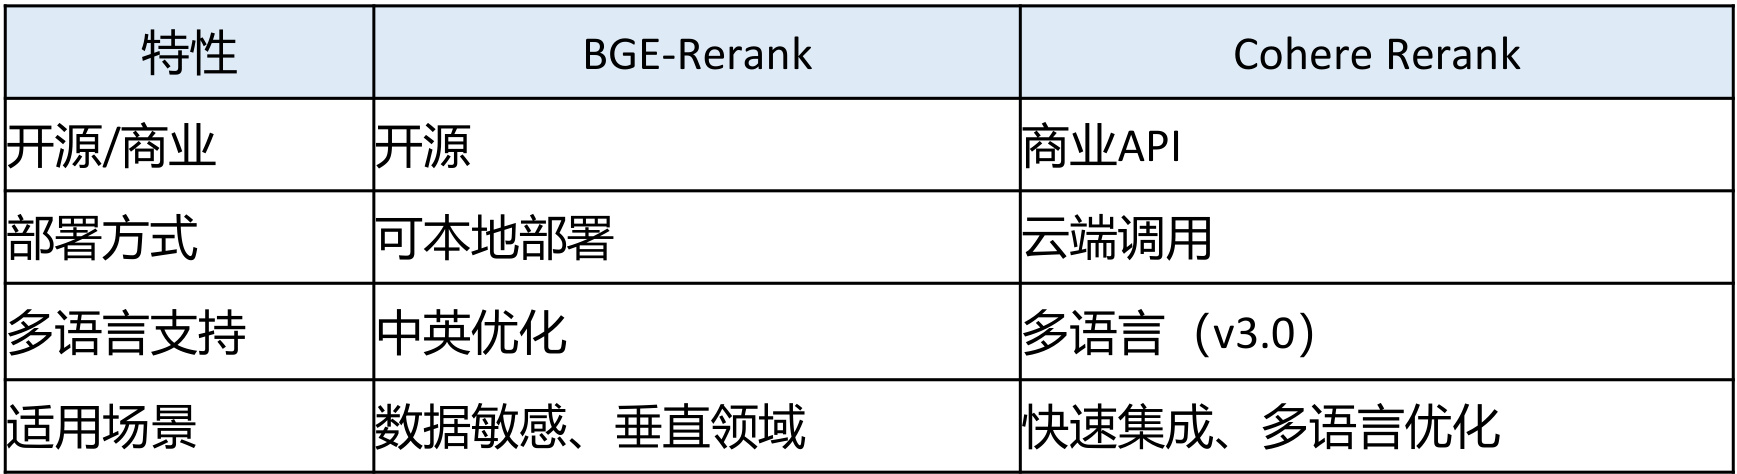 特性 BGE-Rerank Cohere Rerank
开源/商业 开源 商业API
部署方式 可本地部署 云端调用
多语言支持 中英优化 多语言（v3.0）
适用场景 数据敏感、垂直领域 快速集成、多语言优化